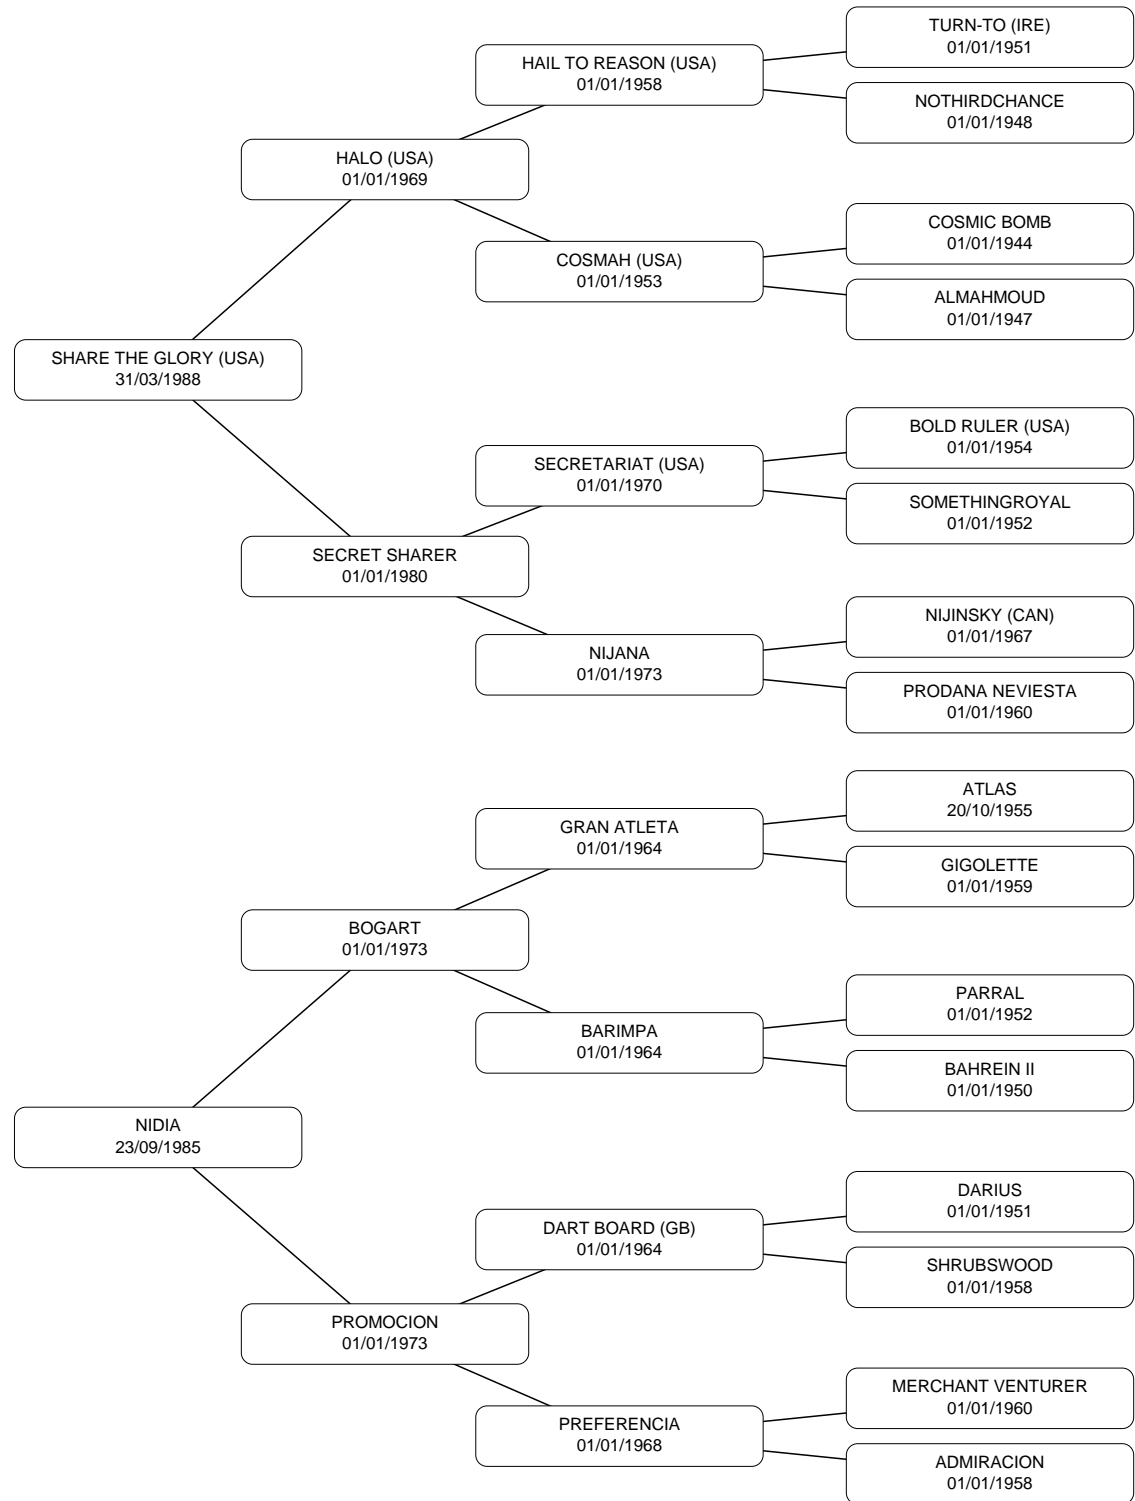 TURN-TO (IRE)
01/01/1951
HAIL TO REASON (USA)
01/01/1958
NOTHIRDCHANCE
01/01/1948
HALO (USA)
01/01/1969
COSMIC BOMB
01/01/1944
COSMAH (USA)
01/01/1953
ALMAHMOUD
01/01/1947
SHARE THE GLORY (USA)
31/03/1988
BOLD RULER (USA)
01/01/1954
SECRETARIAT (USA)
01/01/1970
SOMETHINGROYAL
01/01/1952
SECRET SHARER
01/01/1980
NIJINSKY (CAN)
01/01/1967
NIJANA
01/01/1973
PRODANA NEVIESTA
01/01/1960
ATLAS
20/10/1955
GRAN ATLETA
01/01/1964
GIGOLETTE
01/01/1959
BOGART
01/01/1973
PARRAL
01/01/1952
BARIMPA
01/01/1964
BAHREIN II
01/01/1950
NIDIA
23/09/1985
DARIUS
01/01/1951
DART BOARD (GB)
01/01/1964
SHRUBSWOOD
01/01/1958
PROMOCION
01/01/1973
MERCHANT VENTURER
01/01/1960
PREFERENCIA
01/01/1968
ADMIRACION
01/01/1958